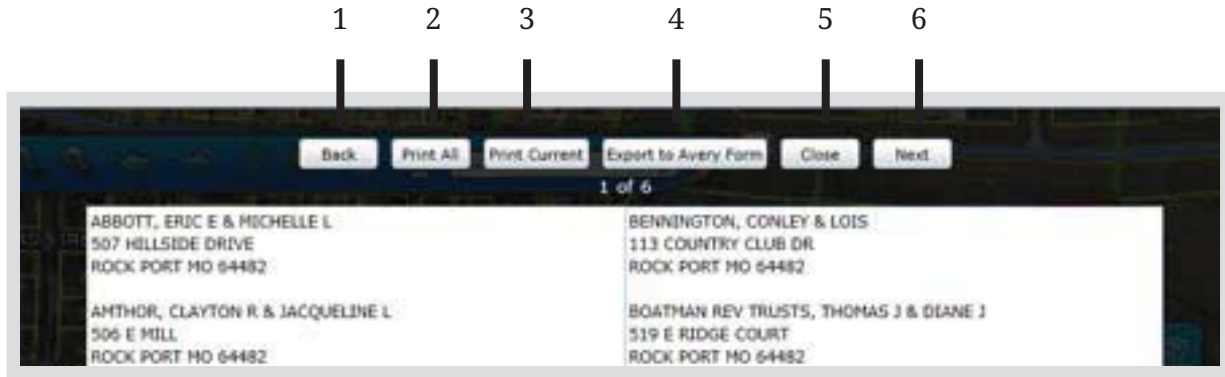 1 2 3 4 5 6
Back Print All Print Current Export to Avery Form Close Next
1 of 6
ABBOTT, ERIC E & MICHELLE L
507 HILLSIDE DRIVE
ROCK PORT MO 64482
AMTHOR, CLAYTON R & JACQUELINE L
506 E MILL
ROCK PORT MO 64482
BENNINGTON, CONLEY & LOIS
113 COUNTRY CLUB DR
ROCK PORT MO 64482
BOATMAN REV TRUSTS, THOMAS J & DIANE J
519 E RIDGE COURT
ROCK PORT MO 64482